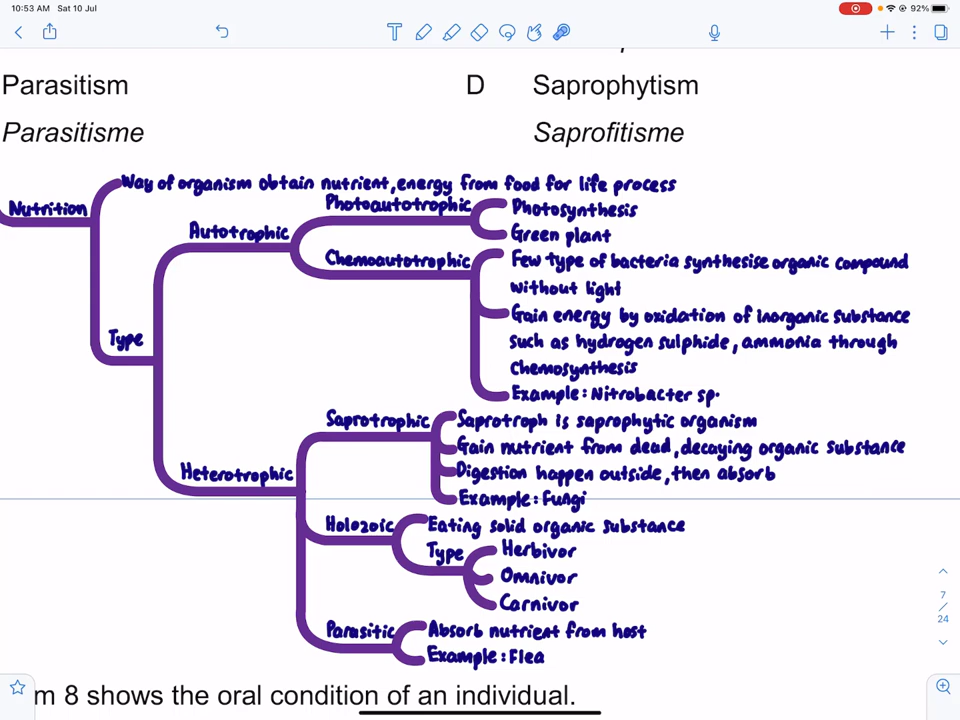 10:53 AM Sat 10 Jul
92%
Parasitism
D Saprophytism
Parasitisme
Saprofitisme
Nutrition
Way of organism obtain nutrient, energy from food for life process
Type
Autotrophic
Photoautotrophic
Photosynthesis
Green plant
Chemoautotrophic
Few type of bacteria synthesise organic compound
without light
Gain energy by oxidation of inorganic substance
such as hydrogen sulphide, ammonia through
chemosynthesis
Example: Nitrobacter sp.
Heterotrophic
Saprotrophic
Saprotroph is saprophytic organism
Gain nutrient from dead, decaying organic substance
Digestion happen outside, then absorb
Example: Fungi
Holozoic
Eating solid organic substance
Type
Herbivor
Omnivor
Carnivor
Parasitic
Absorb nutrient from host
Example: Flea
7
/
24
m 8 shows the oral condition of an individual.